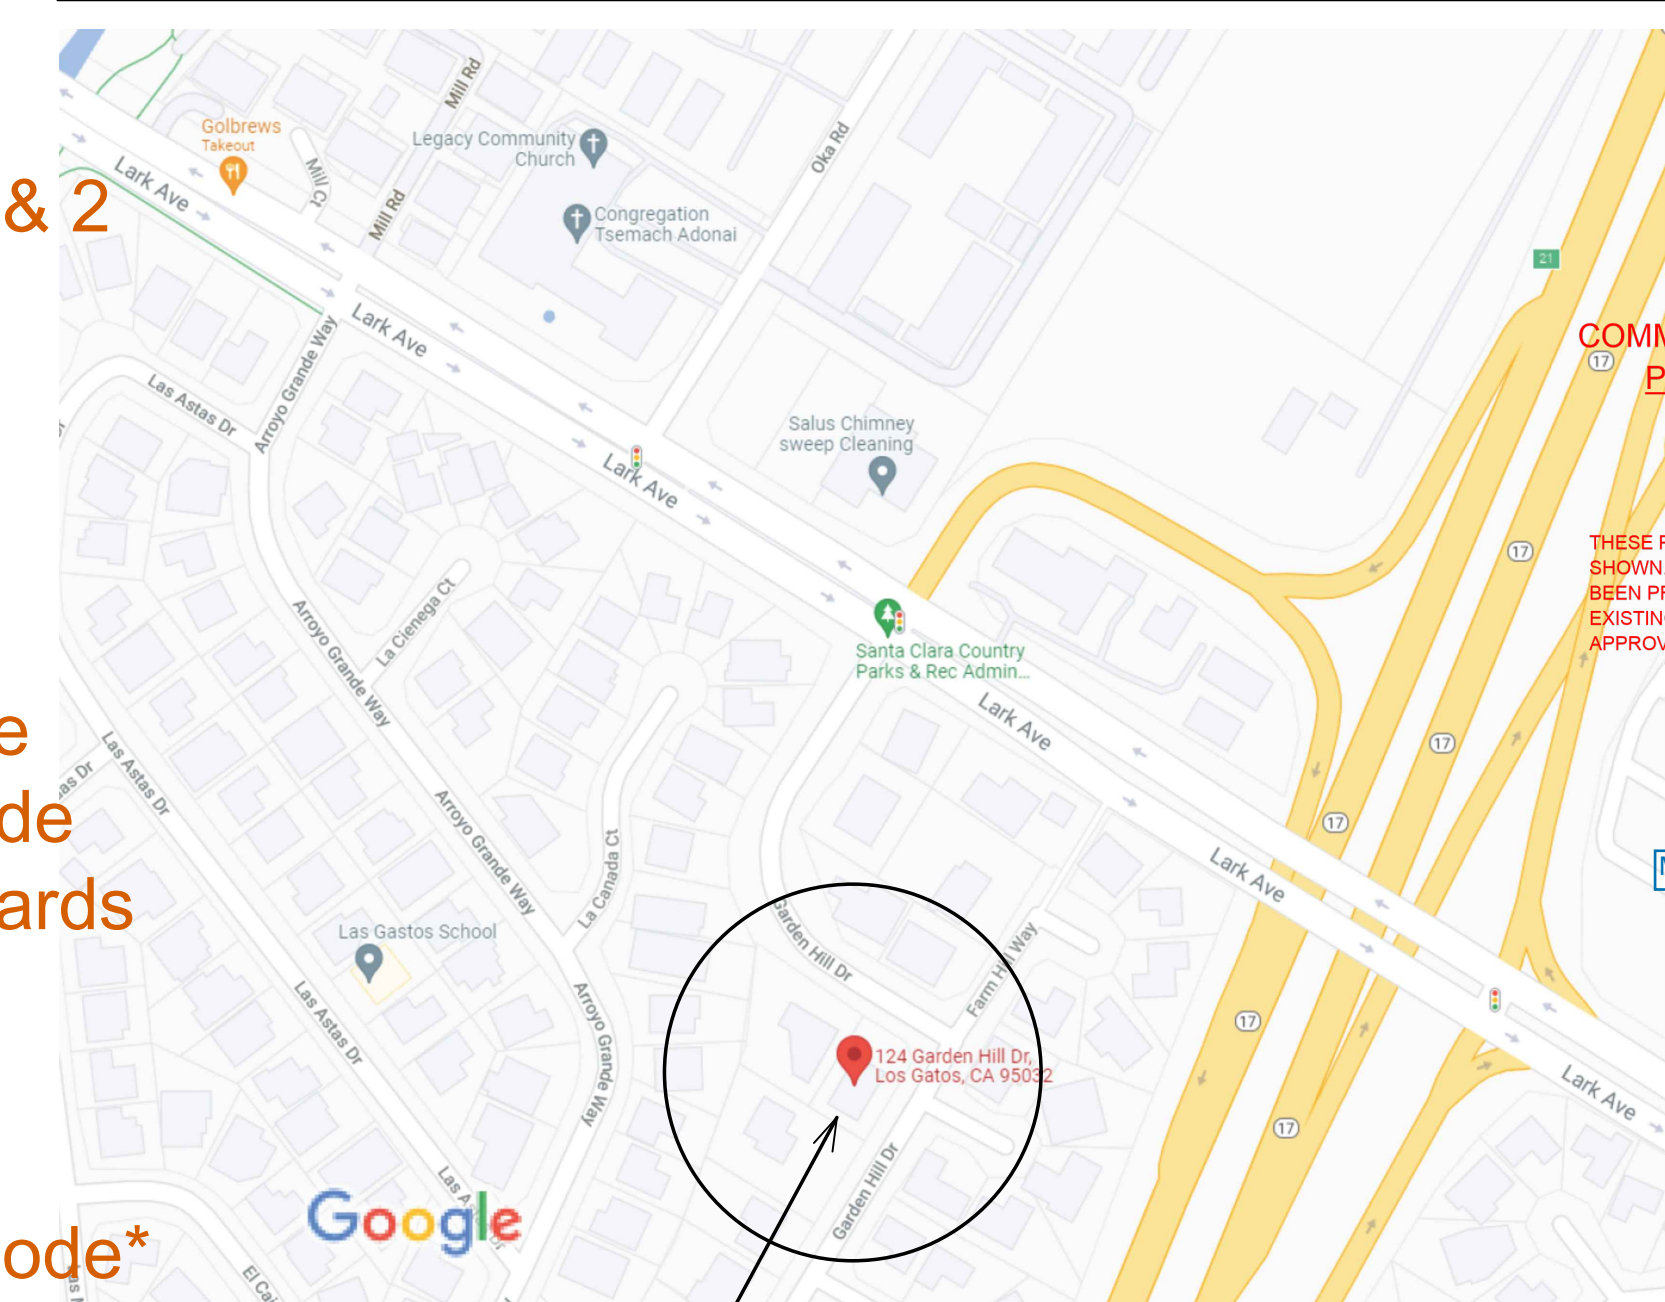 & 2
e
de
ards
ode*
Golbrews
Takeout
Mill Rd
Legacy Community
Church
Oka Rd
Mill Ct
Lark Ave
Mill Rd
Congregation
Tsemach Adonai
21
Lark Ave
Arroyo Grande Way
COMM
17
P
Las Astas Dr
Salus Chimney
sweep Cleaning
Lark Ave
17
THESE
SHOWN
BEEN PR
EXISTIN
APPROV
La Cienega Ct
Arroyo Grande Way
Santa Clara Country
Parks & Rec Admin...
Lark Ave
17
Las Astas Dr
as Dr
Arroyo Grande Way
17
La Canada Ct
Lark Ave
Las Gastos School
Garden Hill Dr
Farm Hill Way
Las Astas Dr
Arroyo Grande Way
17
124 Garden Hill Dr,
Los Gatos, CA 95032
Lark Ave
17
Garden Hill Dr
Google
El Cai